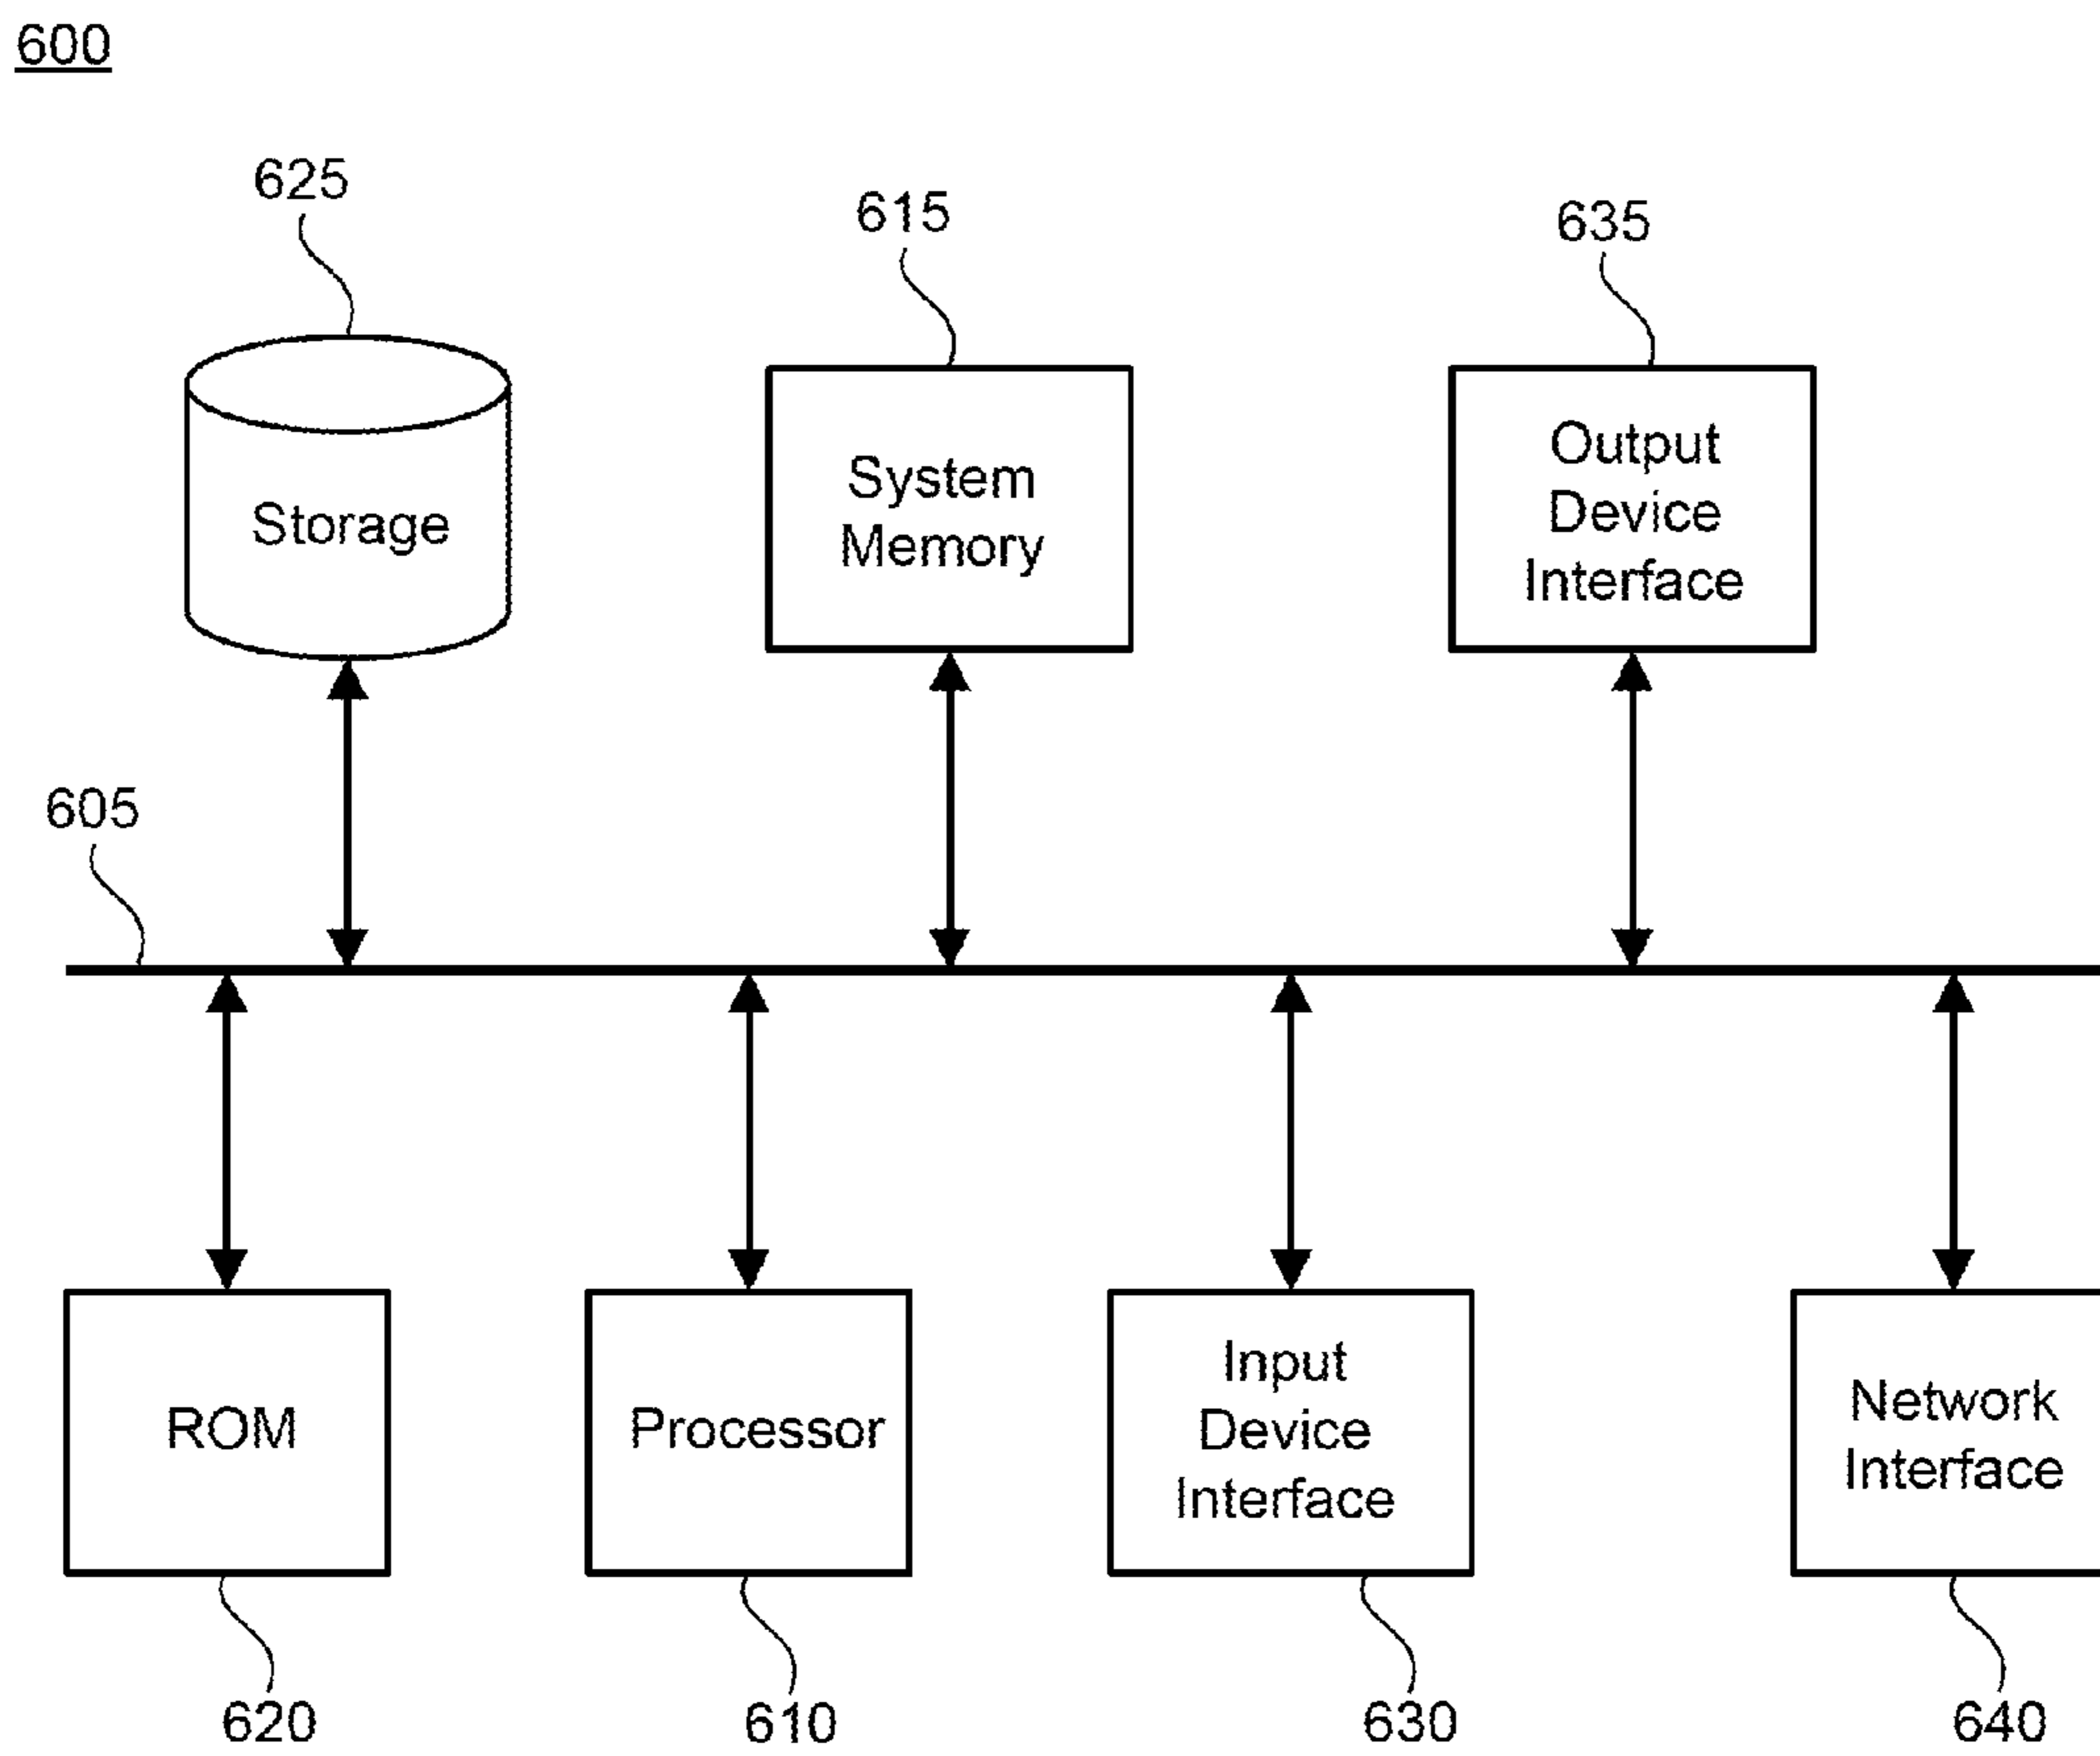 600
625
615
635
Storage
System
Memory
Output
Device
Interface
605
ROM
Processor
Input
Device
Interface
Network
Interface
620
610
630
640